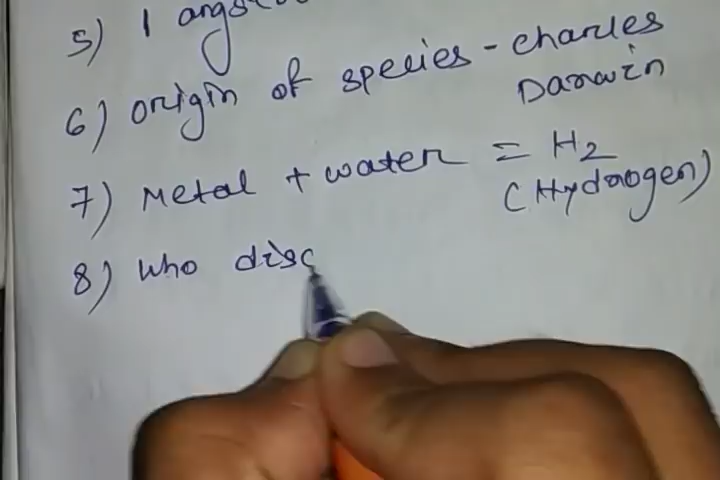 5) 1
6) Origin of species - Charles
Darwin
7) Metal + water = H2
(Hydrogen)
8) Who disc